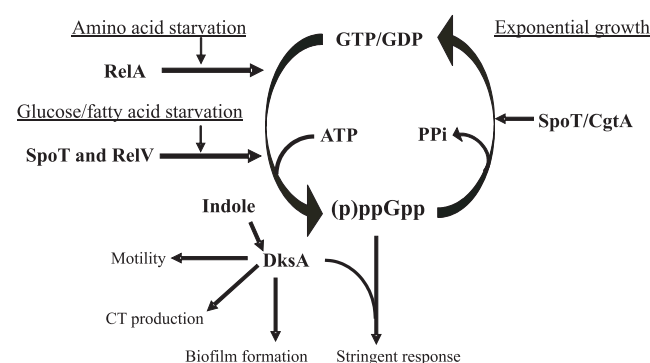 Amino acid starvation
Exponential growth
GTP/GDP
RelA
Glucose/fatty acid starvation
SpoT/CgtA
ATP
PPi
SpoT and RelV
Indole
(p)ppGpp
Motility
DksA
CT production
Biofilm formation
Stringent response